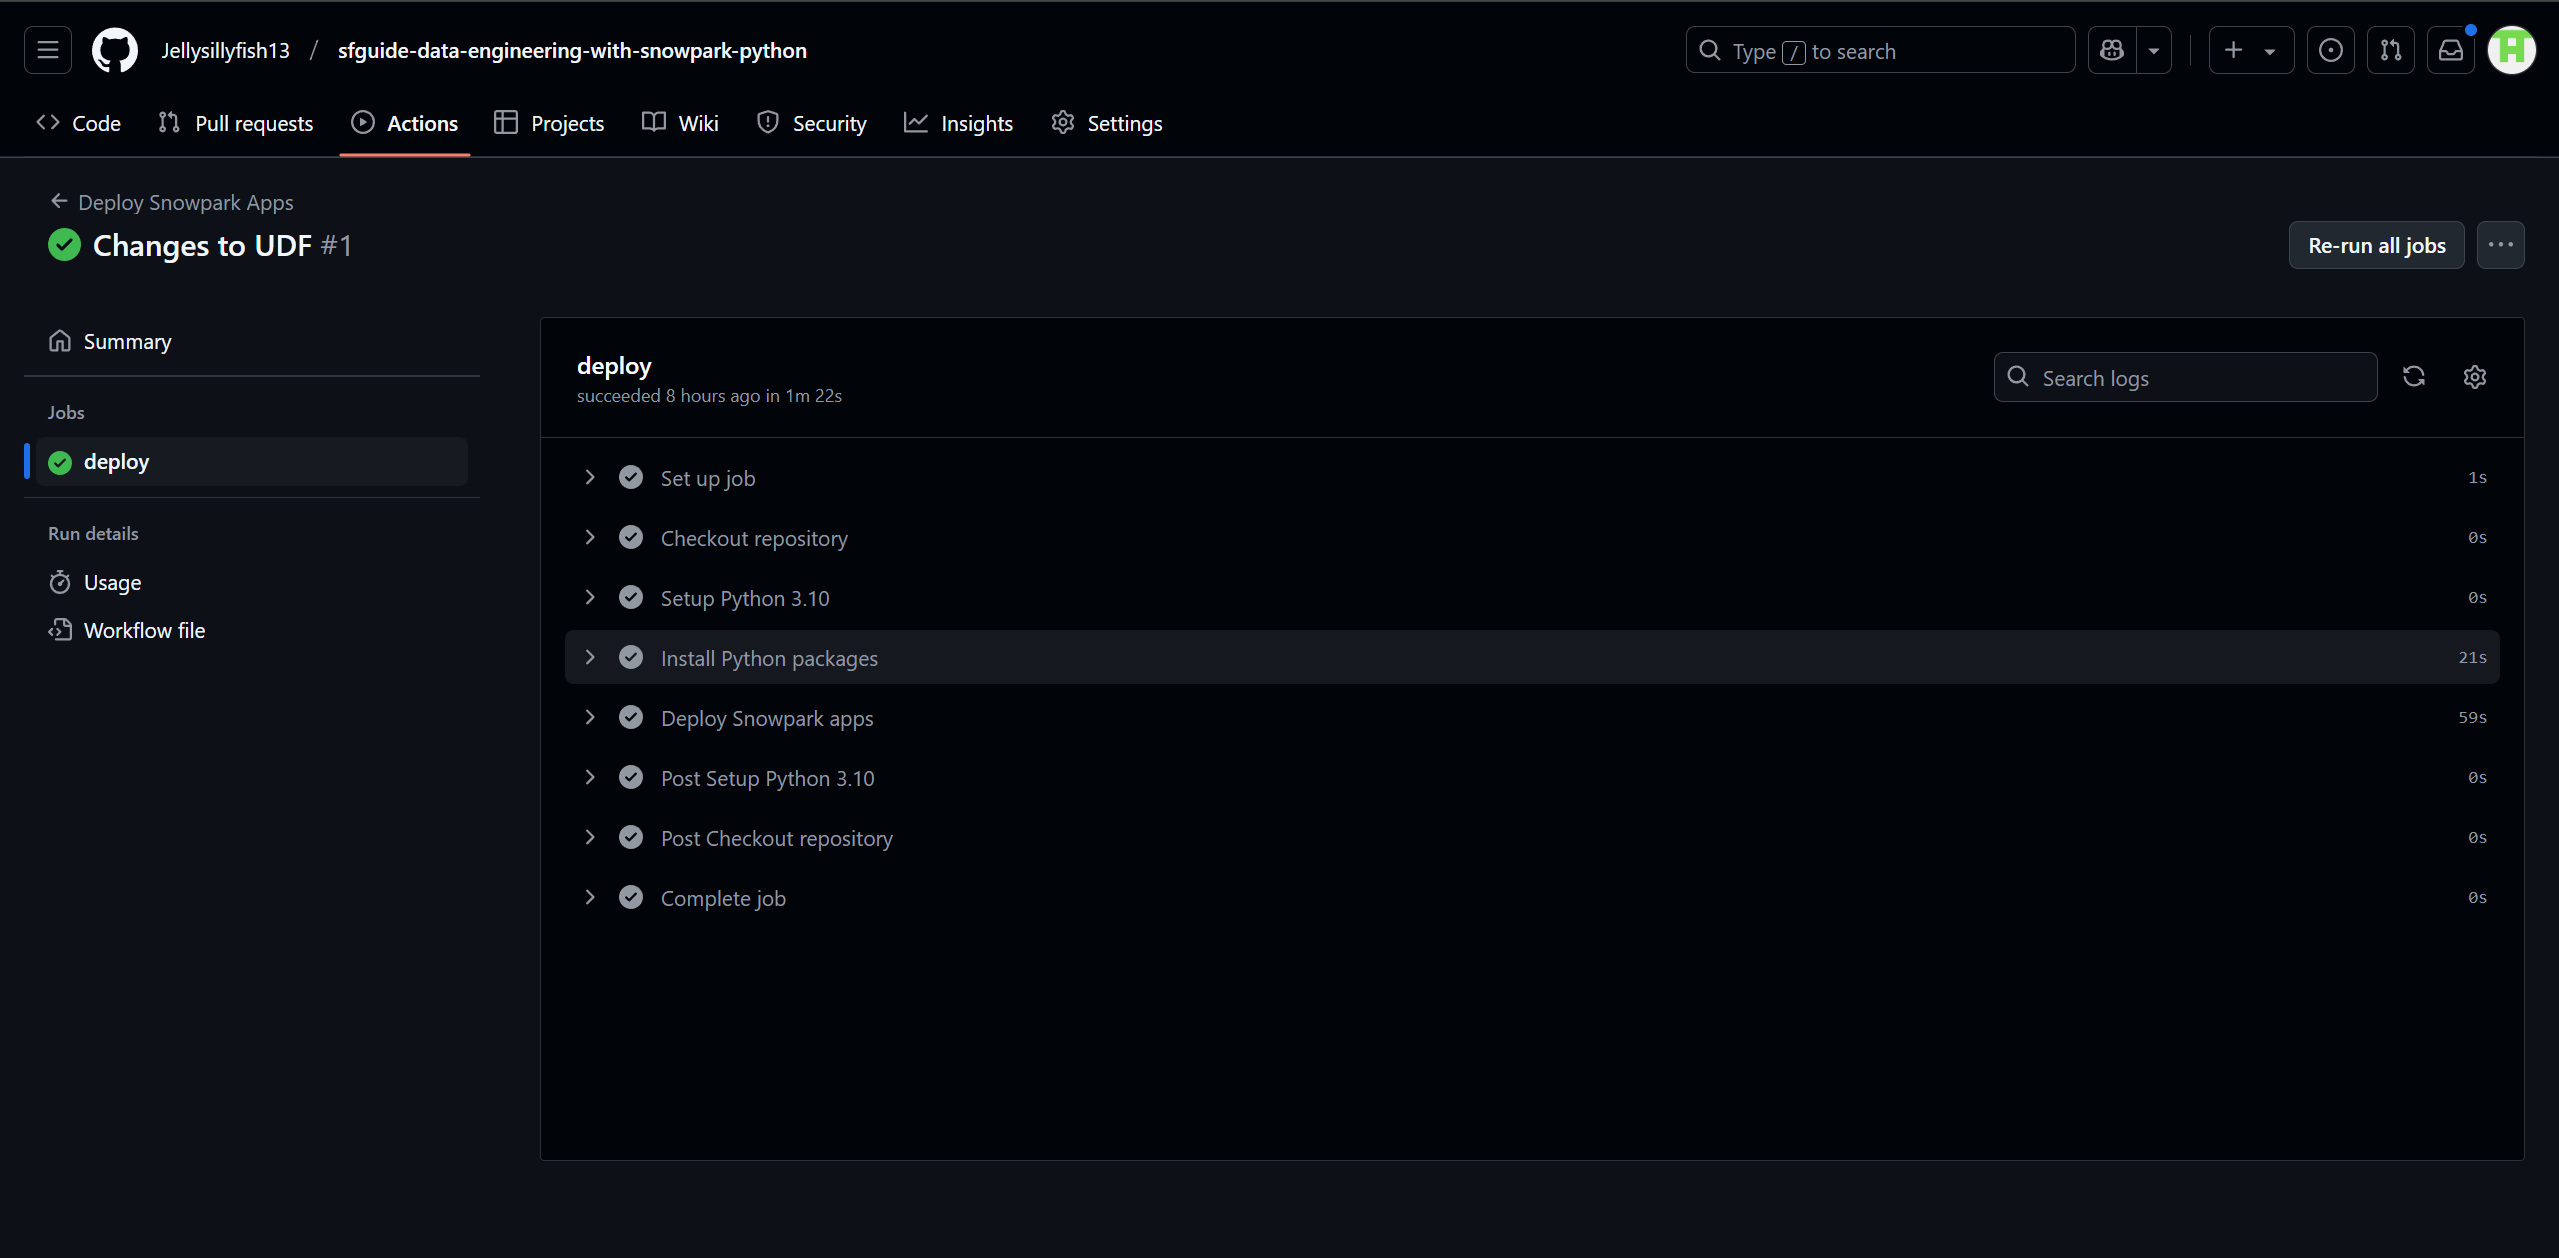 Jellysillyfish13 / sfguide-data-engineering-with-snowpark-python
Type / to search
Code Pull requests Actions Projects Wiki Security Insights Settings
Deploy Snowpark Apps
Changes to UDF #1
Re-run all jobs
Summary
Jobs
deploy
Run details
Usage
Workflow file
deploy
succeeded 8 hours ago in 1m 22s
Search logs
Set up job 1s
Checkout repository 0s
Setup Python 3.10 0s
Install Python packages 21s
Deploy Snowpark apps 59s
Post Setup Python 3.10 0s
Post Checkout repository 0s
Complete job 0s